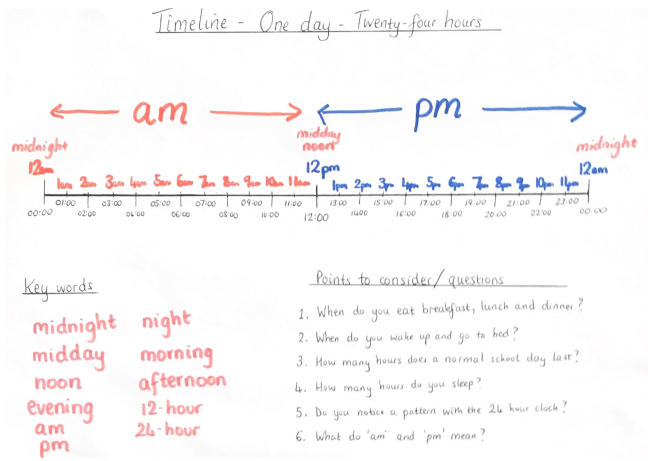 Timeline - One day - Twenty-four hours
am pm
midnight midday midnight
noon
12am 12pm 12am
1am 2am 3am 4am 5am 6am 7am 8am 9am 10am 11am 1pm 2pm 3pm 4pm 5pm 6pm 7pm 8pm 9pm 10pm 11pm
00:00 01:00 02:00 03:00 04:00 05:00 06:00 07:00 08:00 09:00 10:00 11:00 12:00 13:00 14:00 15:00 16:00 17:00 18:00 19:00 20:00 21:00 22:00 23:00 00:00
Key words
midnight night
midday morning
noon afternoon
evening 12-hour
am 24-hour
pm
Points to consider/questions
1. When do you eat breakfast, lunch and dinner?
2. When do you wake up and go to bed?
3. How many hours does a normal school day last?
4. How many hours do you sleep?
5. Do you notice a pattern with the 24 hour clock?
6. What do 'am' and 'pm' mean?